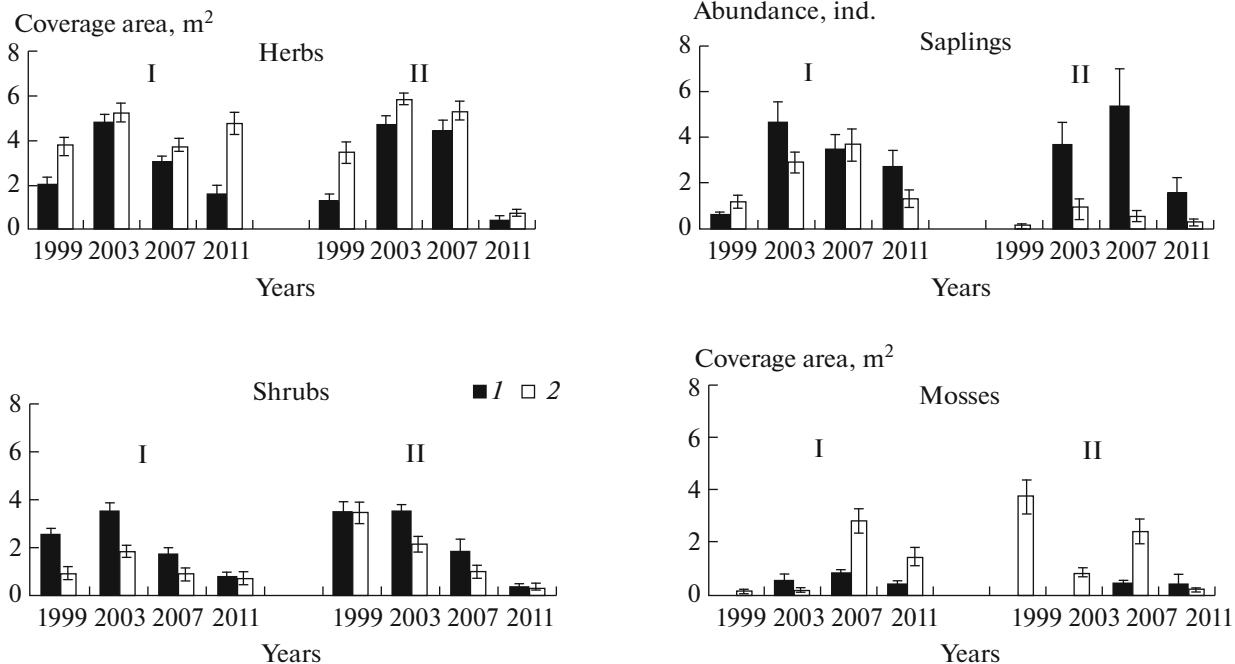 Coverage area, m²
Herbs
I
II
8
6
4
2
0
1999 2003 2007 2011
1999 2003 2007 2011
Years
Abundance, ind.
Saplings
I
II
8
6
4
2
0
1999 2003 2007 2011
1999 2003 2007 2011
Years
Shrubs
1 2
I
II
8
6
4
2
0
1999 2003 2007 2011
1999 2003 2007 2011
Years
Coverage area, m²
Mosses
I
II
8
6
4
2
0
1999 2003 2007 2011
1999 2003 2007 2011
Years